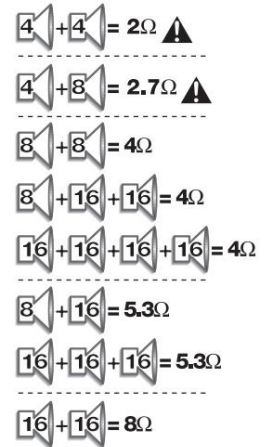 4 + 4 = 2Ω
4 + 8 = 2.7Ω
8 + 8 = 4Ω
8 + 16 + 16 = 4Ω
16 + 16 + 16 + 16 = 4Ω
8 + 16 = 5.3Ω
16 + 16 + 16 = 5.3Ω
16 + 16 = 8Ω